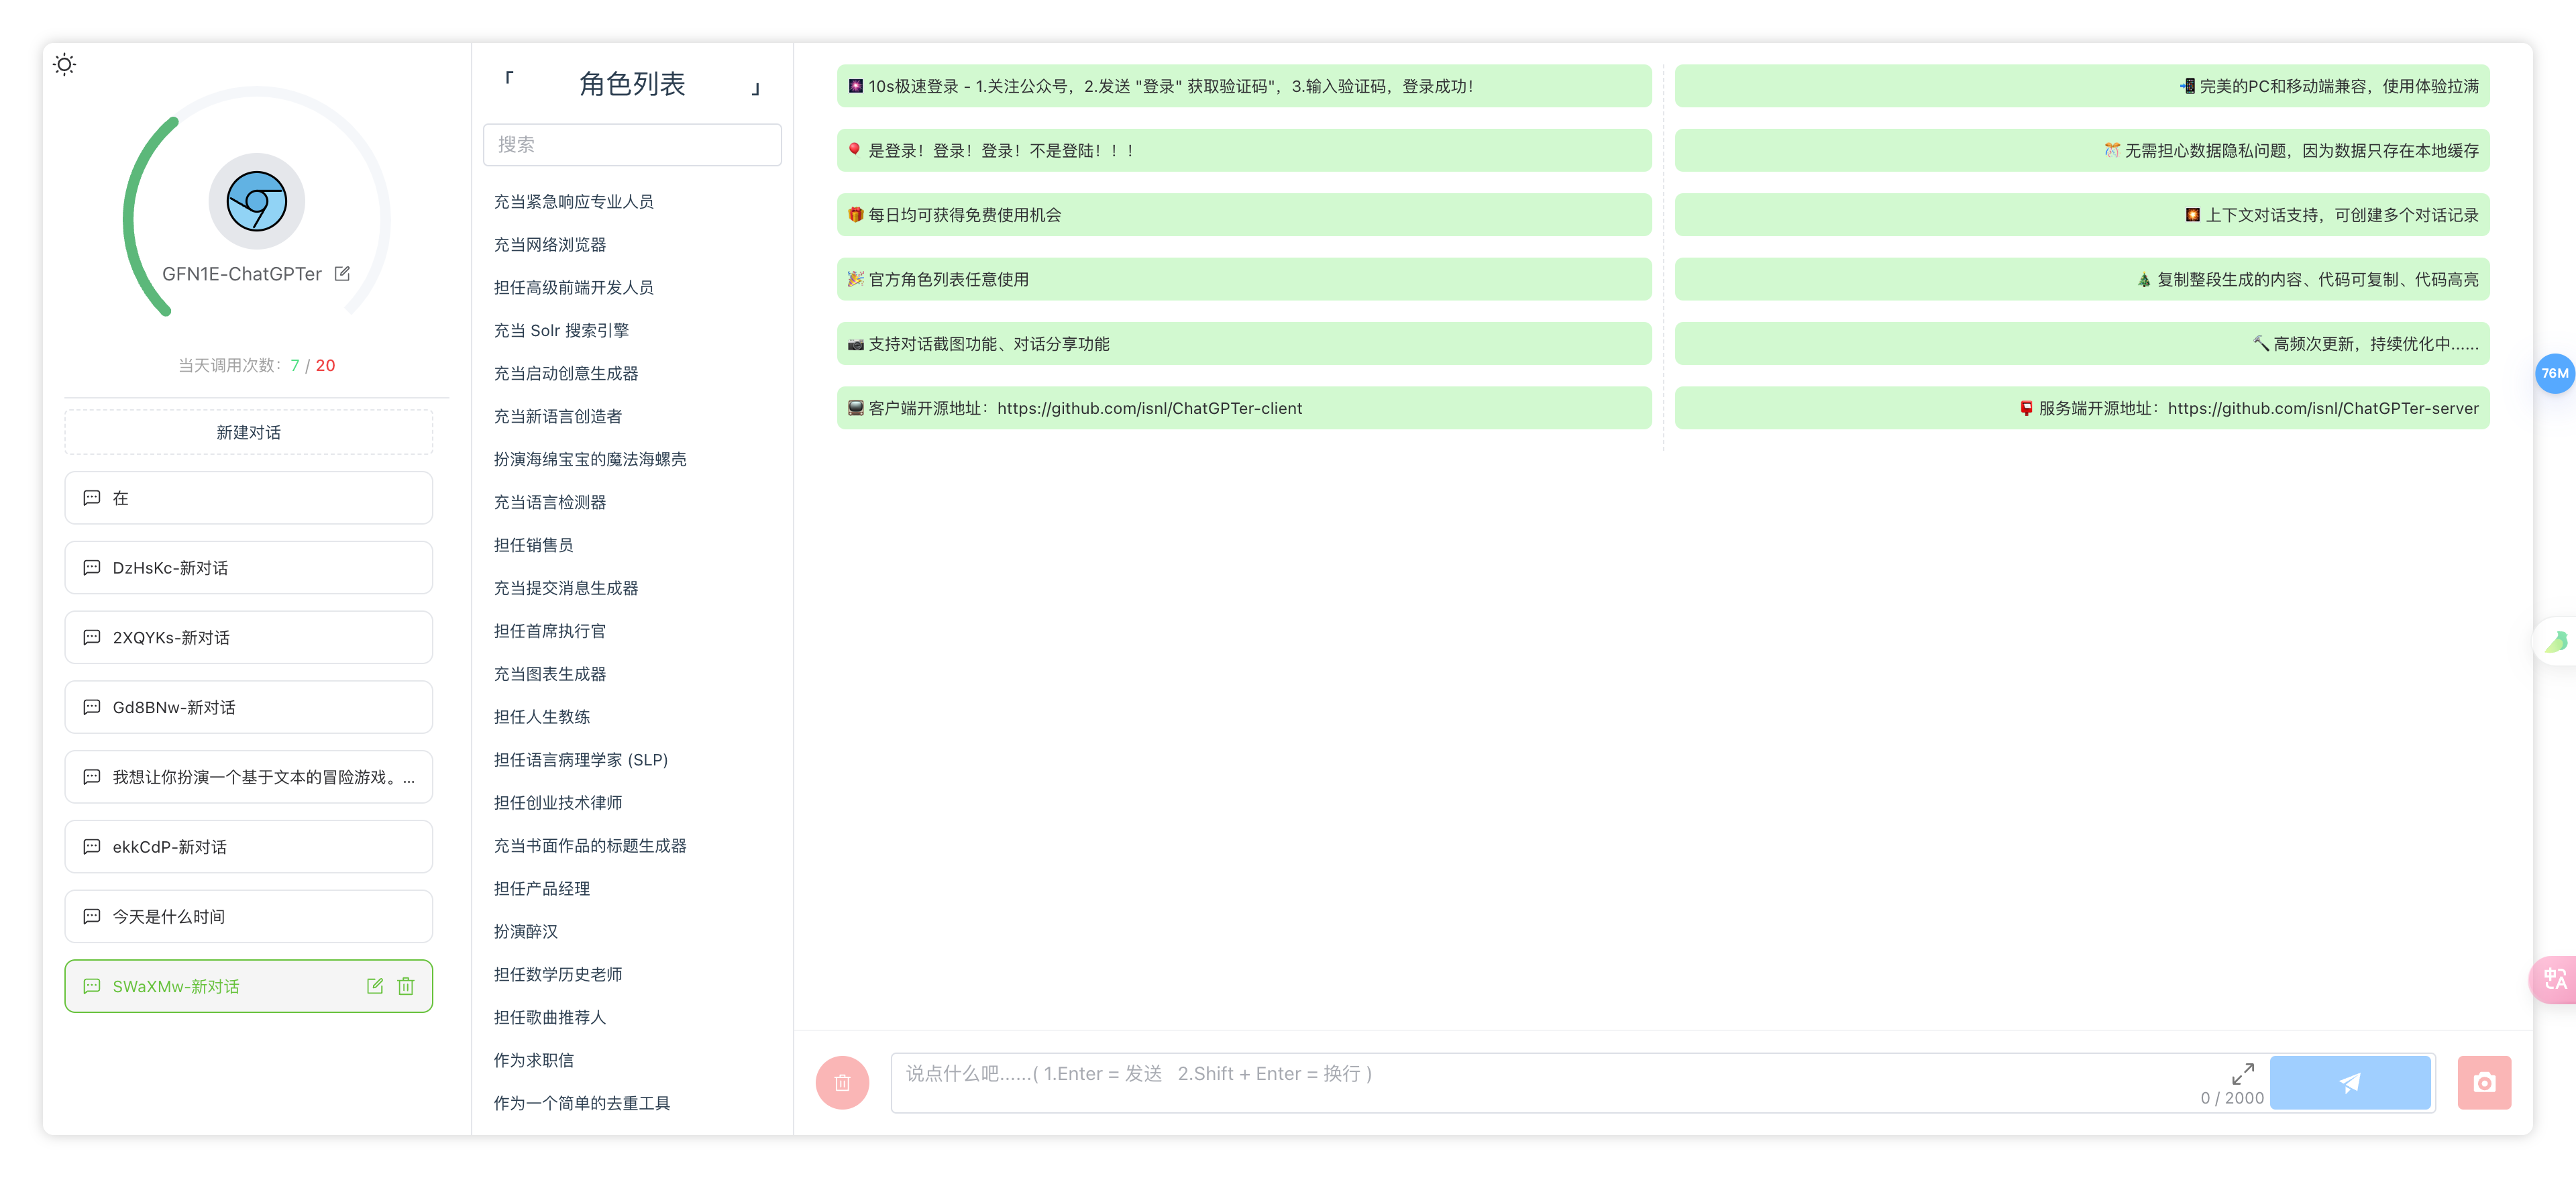 GFN1E-ChatGPTer
当天调用次数：7 / 20
新建对话
在
DzHsKc-新对话
2XQYKs-新对话
Gd8BNw-新对话
我想让你扮演一个基于文本的冒险游戏。...
ekkCdP-新对话
今天是什么时间
SWaXMw-新对话
「 角色列表 」
搜索
充当紧急响应专业人员
充当网络浏览器
担任高级前端开发人员
充当 Solr 搜索引擎
充当启动创意生成器
充当新语言创造者
扮演海绵宝宝的魔法海螺壳
充当语言检测器
担任销售员
充当提交消息生成器
担任首席执行官
充当图表生成器
担任人生教练
担任语言病理学家 (SLP)
担任创业技术律师
充当书面作品的标题生成器
担任产品经理
扮演醉汉
担任数学历史老师
担任歌曲推荐人
作为求职信
作为一个简单的去重工具
🎆 10s极速登录 - 1.关注公众号，2.发送 "登录" 获取验证码"，3.输入验证码，登录成功！
🎈 是登录！登录！登录！不是登陆！！！
🎁 每日均可获得免费使用机会
🎉 官方角色列表任意使用
📷 支持对话截图功能、对话分享功能
📺 客户端开源地址：https://github.com/isnl/ChatGPTer-client
📲 完美的PC和移动端兼容，使用体验拉满
🎊 无需担心数据隐私问题，因为数据只存在本地缓存
🎇 上下文对话支持，可创建多个对话记录
🎄 复制整段生成的内容、代码可复制、代码高亮
🔨 高频次更新，持续优化中......
📮 服务端开源地址：https://github.com/isnl/ChatGPTer-server
说点什么吧......( 1.Enter = 发送 2.Shift + Enter = 换行 )
0 / 2000
76M
中A